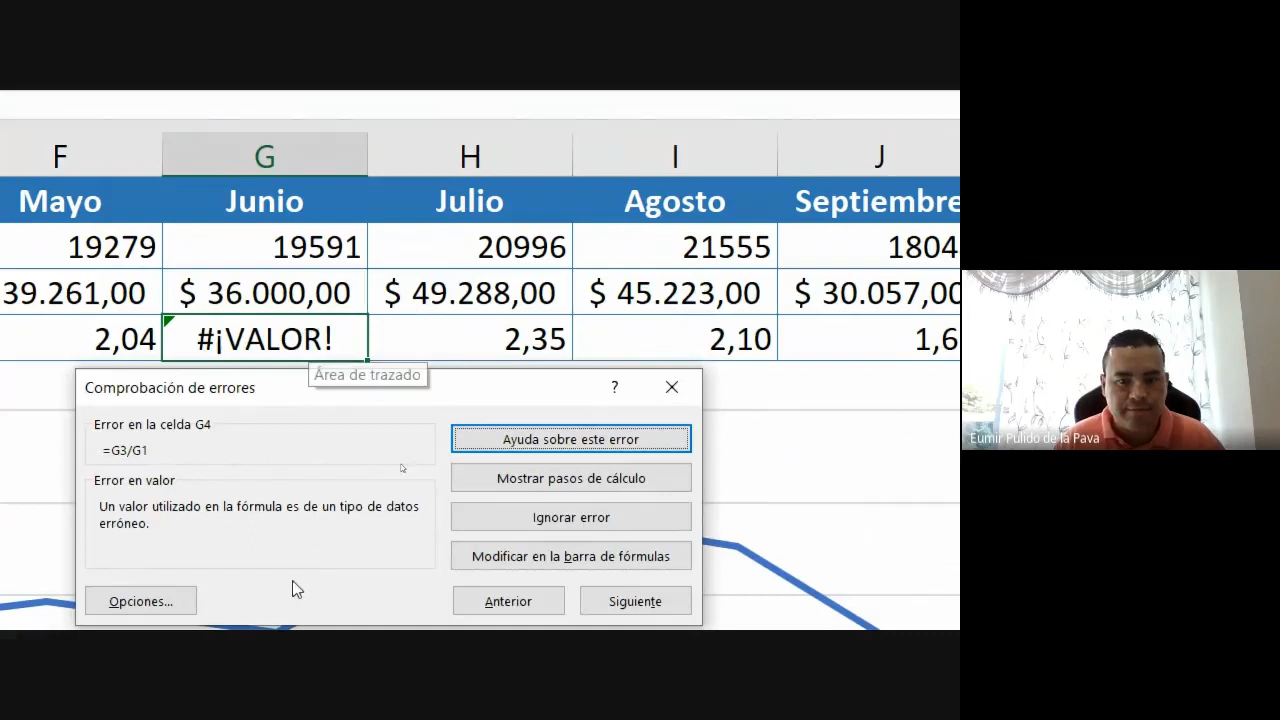 F G H I J
Mayo Junio Julio Agosto Septiembre
19279 19591 20996 21555 1804
39.261,00 $ 36.000,00 $ 49.288,00 $ 45.223,00 $ 30.057,00
2,04 #¡VALOR! 2,35 2,10 1,6
Área de trazado
Comprobación de errores ? 
Error en la celda G4
=G3/G1
Error en valor
Un valor utilizado en la fórmula es de un tipo de datos
erróneo.
Ayuda sobre este error
Mostrar pasos de cálculo
Ignorar error
Modificar en la barra de fórmulas
Opciones... Anterior Siguiente
Eumir Pulido de la Pava